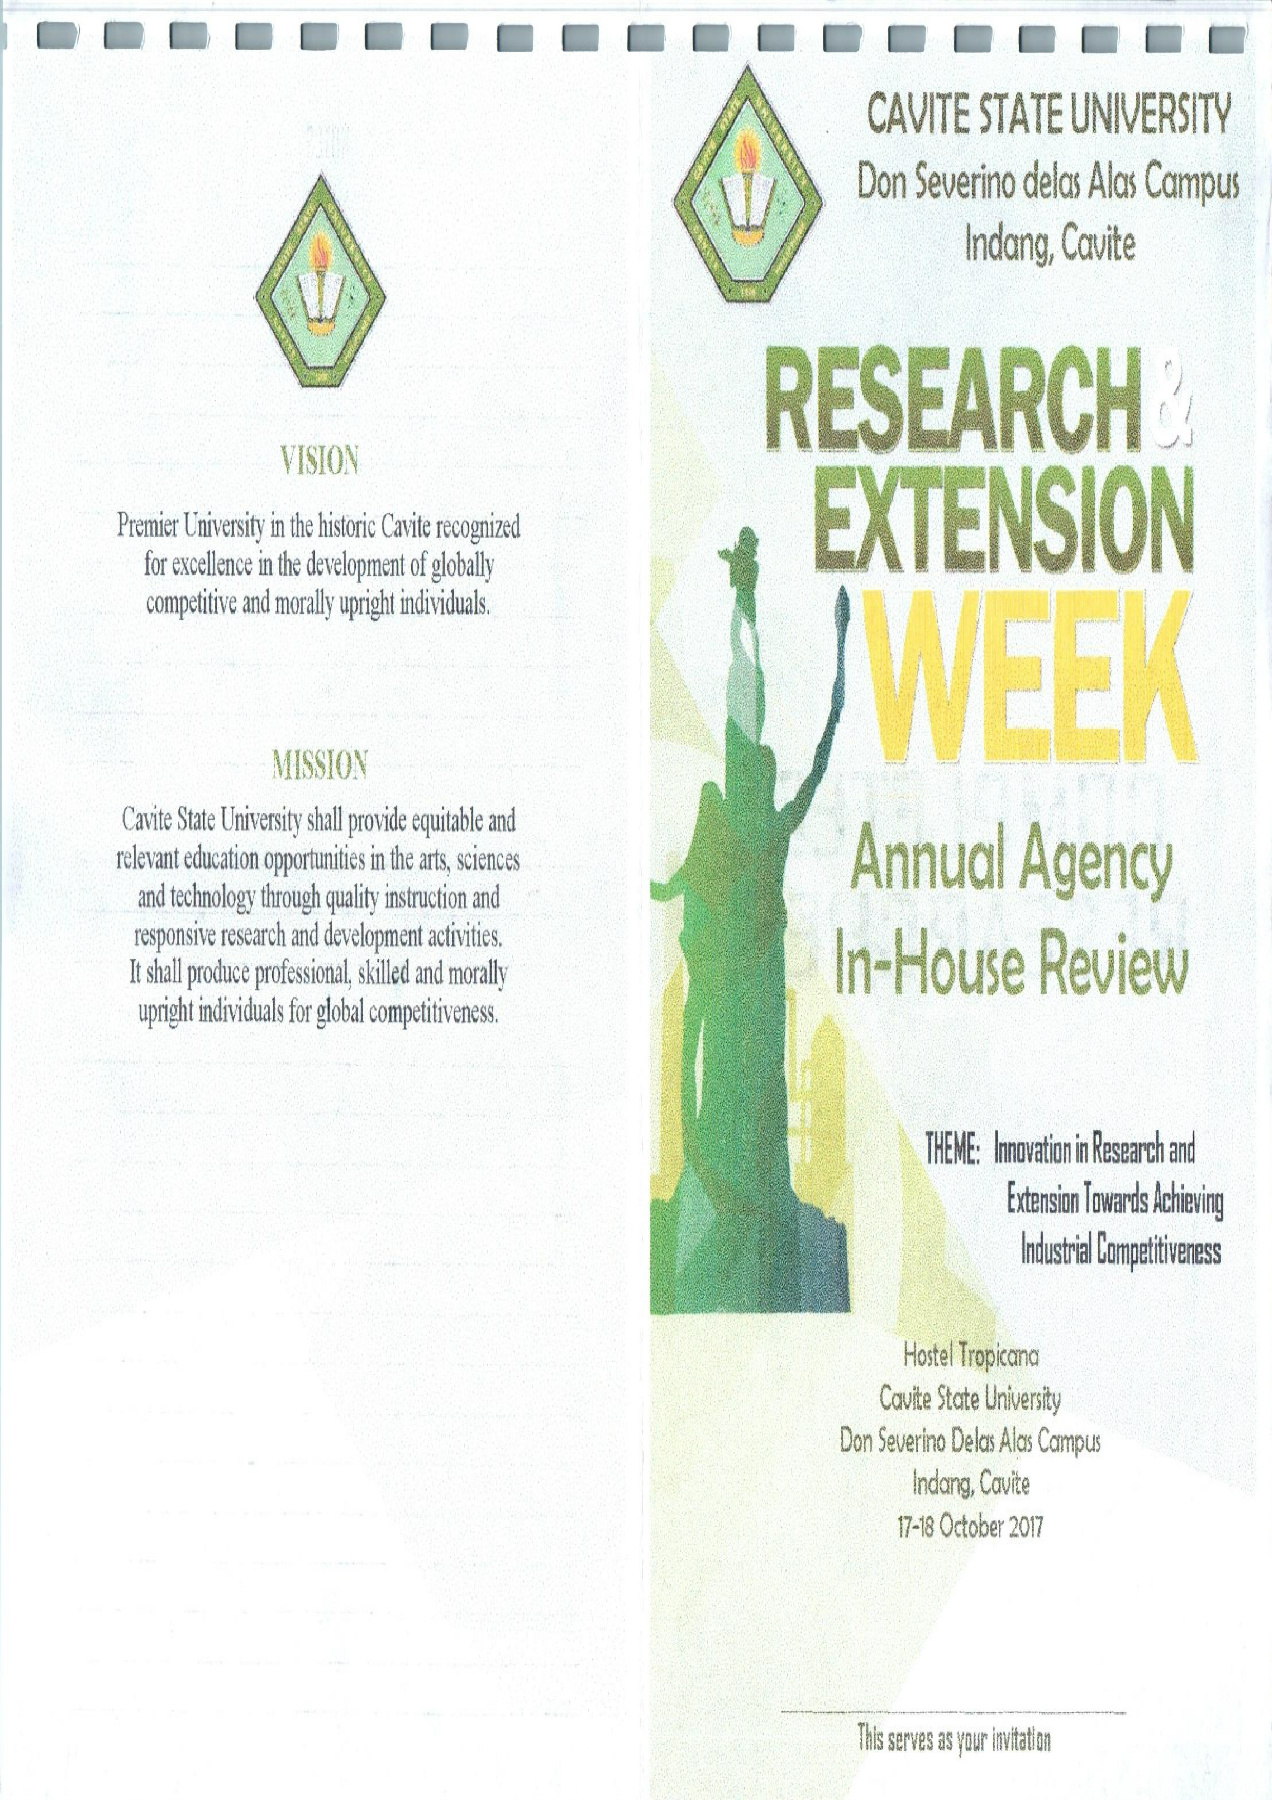 VISION
Premier University in the historic Cavite recognized
for excellence in the development of globally
competitive and morally upright individuals.
MISSION
Cavite State University shall provide equitable and
relevant education opportunities in the arts, sciences
and technology through quality instruction and
responsive research and development activities.
It shall produce professional, skilled and morally
upright individuals for global competitiveness.
CAVITE STATE UNIVERSITY
Don Severino delas Alas Campus
Indang, Cavite
RESEARCH &
EXTENSION
WEEK
Annual Agency
In-House Review
THEME: Innovation in Research and
Extension Towards Achieving
Industrial Competitiveness
Hostel Tropicana
Cavite State University
Don Severino Delas Alas Campus
Indang, Cavite
17-18 October 2017
This serves as your invitation